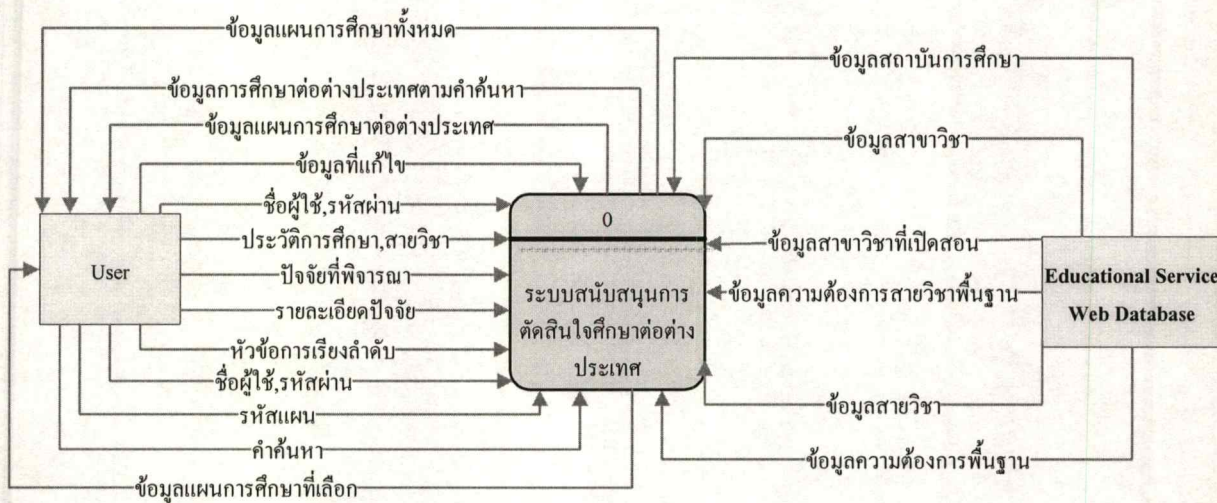 ข้อมูลแผนการศึกษาทั้งหมด
ข้อมูลสถาบันการศึกษา
ข้อมูลการศึกษาต่อต่างประเทศตามคำค้นหา
ข้อมูลแผนการศึกษาต่อต่างประเทศ
ข้อมูลสาขาวิชา
ข้อมูลที่แก้ไข
ชื่อผู้ใช้,รหัสผ่าน
0
ประวัติการศึกษา,สายวิชา
ข้อมูลสาขาวิชาที่เปิดสอน
User
ปัจจัยที่พิจารณา
ข้อมูลความต้องการสายวิชาพื้นฐาน
Educational Service
Web Database
รายละเอียดปัจจัย
ระบบสนับสนุนการ
ตัดสินใจศึกษาต่อต่าง
ประเทศ
หัวข้อการเรียงลำดับ
ชื่อผู้ใช้,รหัสผ่าน
รหัสแผน
ข้อมูลสายวิชา
คำค้นหา
ข้อมูลความต้องการพื้นฐาน
ข้อมูลแผนการศึกษาที่เลือก